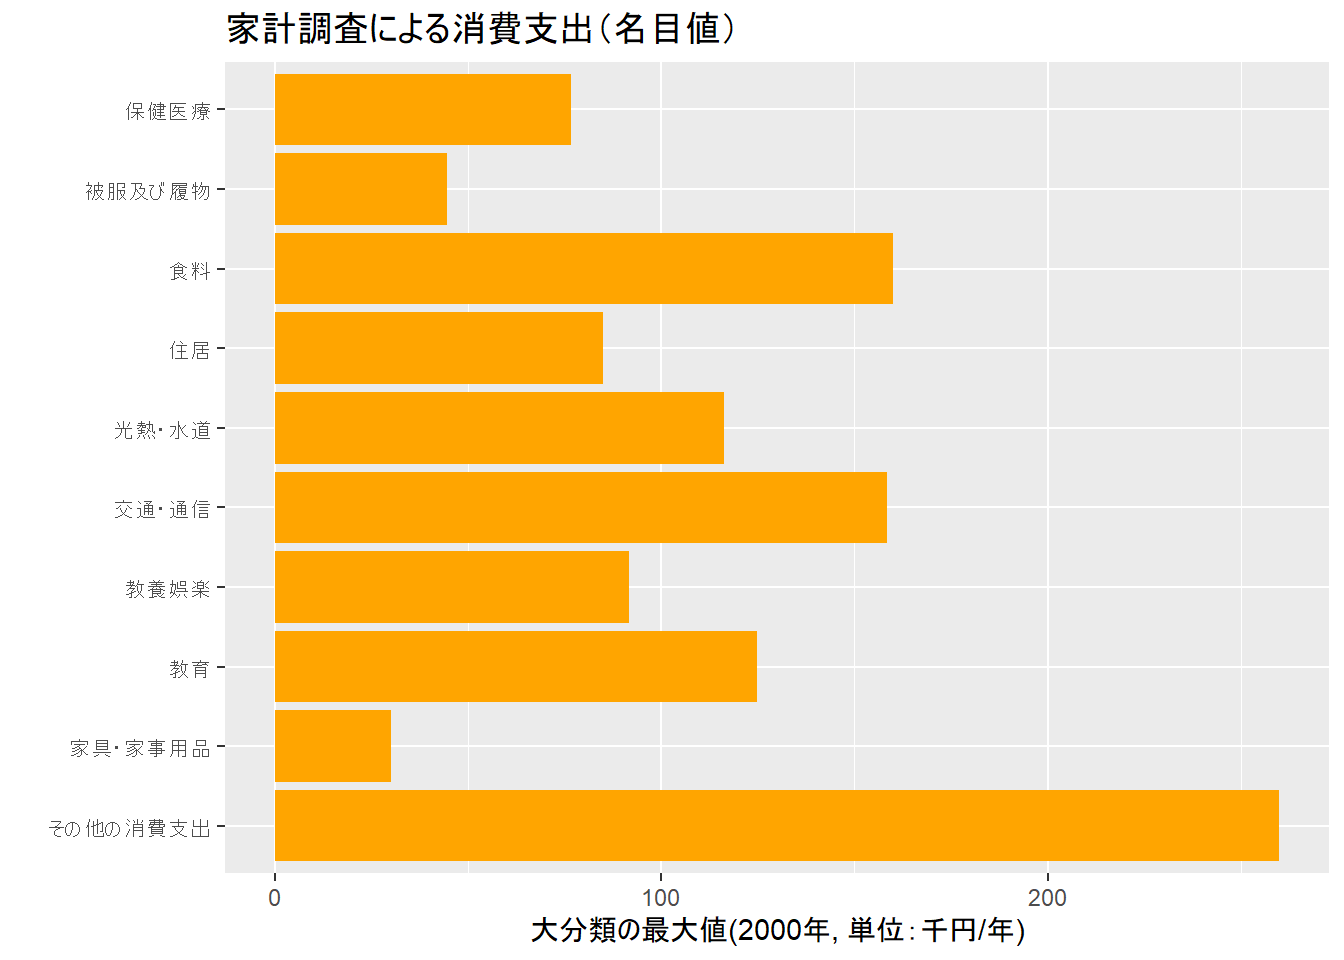 家計調査による消費支出（名目値）
保健医療
被服及び履物
食料
住居
光熱・水道
交通・通信
教養娯楽
教育
家具・家事用品
その他の消費支出
0 100 200
大分類の最大値(2000年, 単位：千円/年)